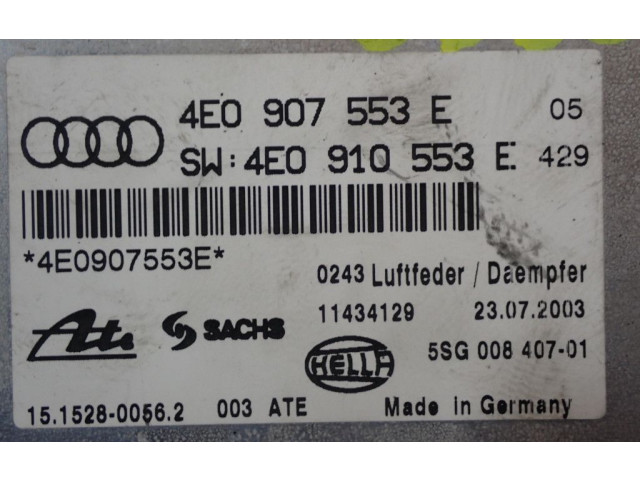 4E0 907 553 E 05
SW: 4E0 910 553 E 429
*4E0907553E*
0243 Luftfeder / Daempfer
11434129 23.07.2003
Ate SACHS HELLA 5SG 008 407-01
15.1528-0056.2 003 ATE Made in Germany